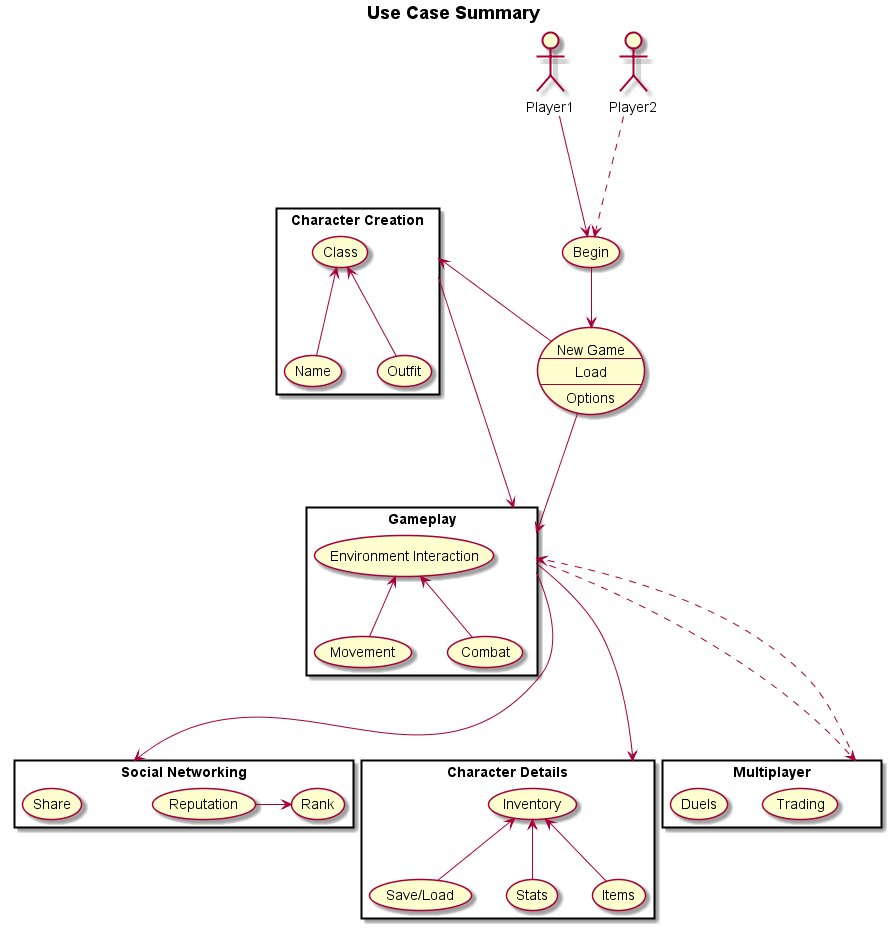 Use Case Summary
Player1
Player2
Character Creation
Class
Begin
Name
Outfit
New Game
Load
Options
Gameplay
Environment Interaction
Movement
Combat
Social Networking
Share
Reputation
Rank
Character Details
Inventory
Save/Load
Stats
Items
Multiplayer
Duels
Trading